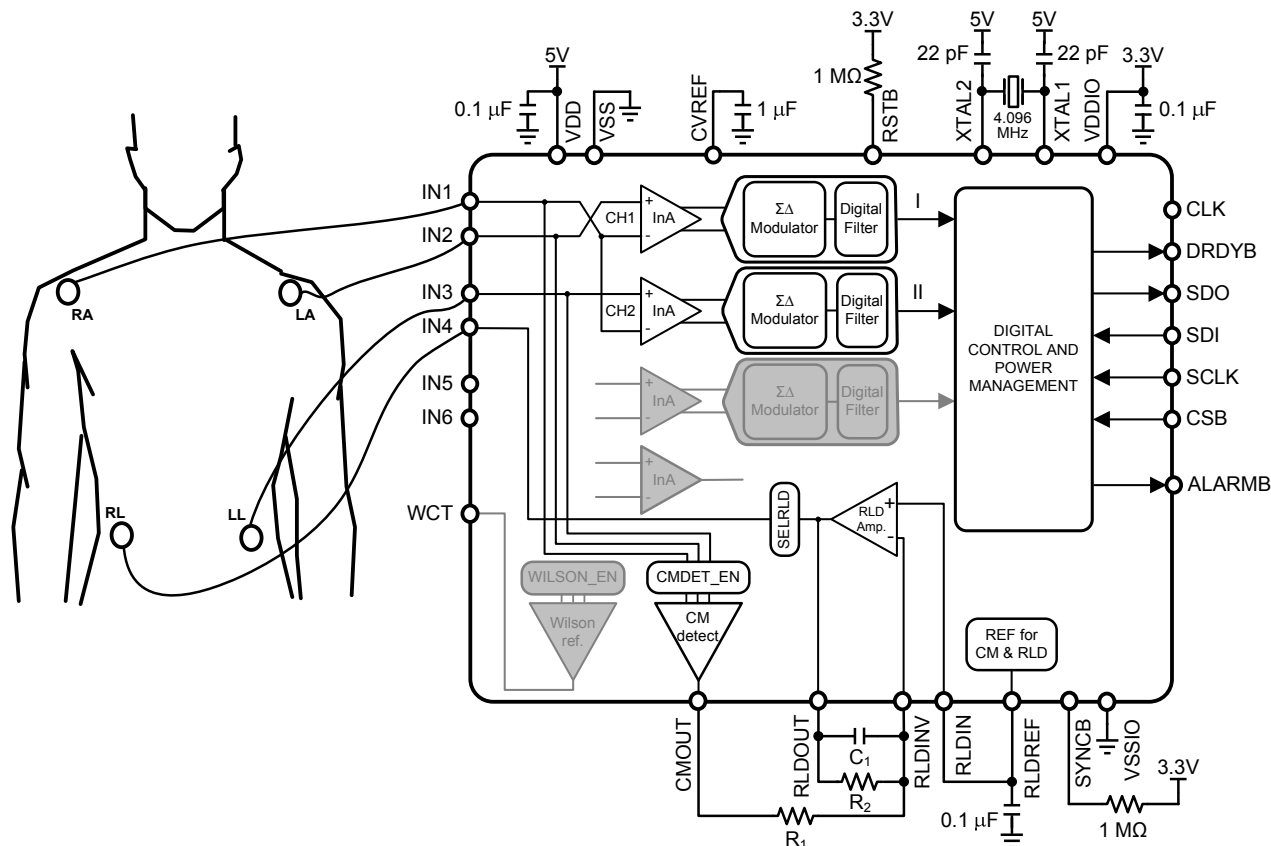 3.3V
5V
5V
22 pF
22 pF
3.3V
5V
1 MΩ
0.1 μF
VDD
VSS
CVREF
1 μF
RSTB
XTAL2
4.096
MHz
XTAL1
VDDIO
0.1 μF
IN1
IN2
IN3
IN4
IN5
IN6
WCT
RA
LA
RL
LL
CH1
+
-
InA
ΣΔ
Modulator
Digital
Filter
I
CH2
+
-
InA
ΣΔ
Modulator
Digital
Filter
II
+
-
InA
ΣΔ
Modulator
Digital
Filter
+
-
InA
DIGITAL
CONTROL AND
POWER
MANAGEMENT
CLK
DRDYB
SDO
SDI
SCLK
CSB
ALARMB
SELRLD
RLD
Amp.
+
-
WILSON_EN
Wilson
ref.
CMDET_EN
CM
detect
REF for
CM & RLD
CMOUT
RLDOUT
RLDINV
RLDIN
RLDREF
SYNCB
VSSIO
C1
R2
R1
0.1 μF
3.3V
1 MΩ